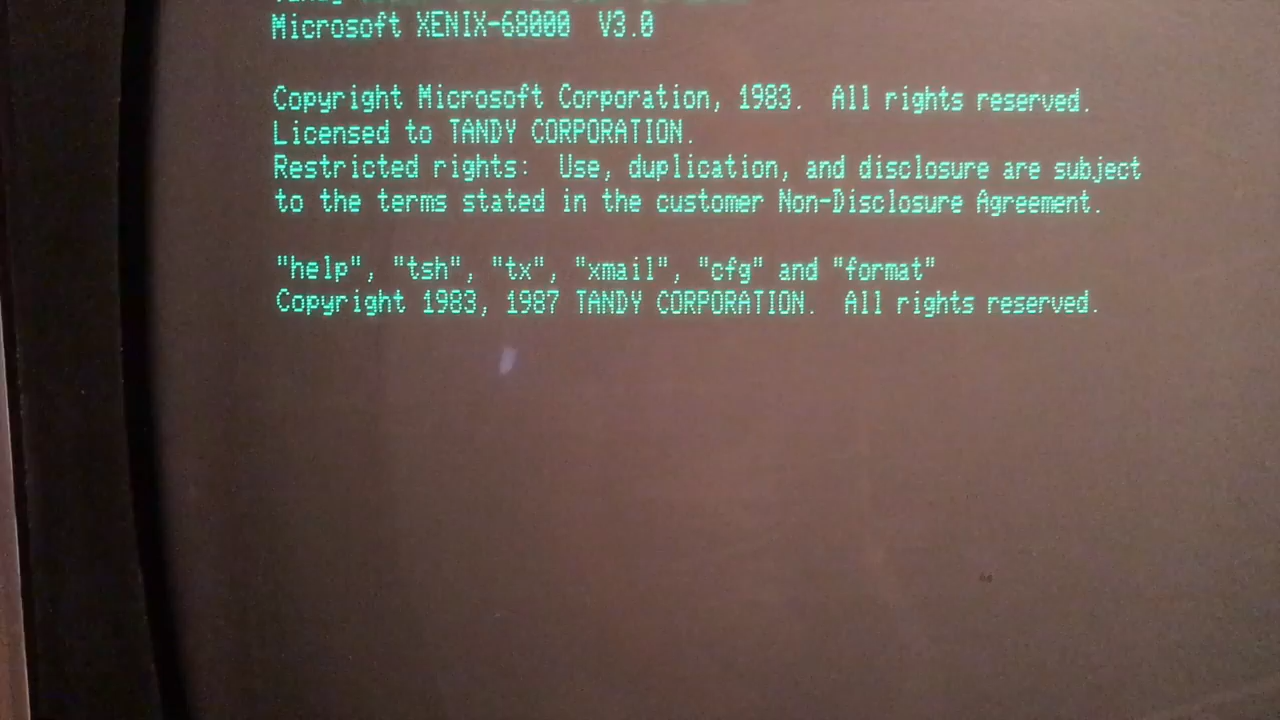 Microsoft XENIX-68000  V3.0
Copyright Microsoft Corporation, 1983.  All rights reserved.
Licensed to TANDY CORPORATION.
Restricted rights:  Use, duplication, and disclosure are subject
to the terms stated in the customer Non-Disclosure Agreement.
"help", "tsh", "tx", "xmail", "cfg" and "format"
Copyright 1983, 1987 TANDY CORPORATION.  All rights reserved.